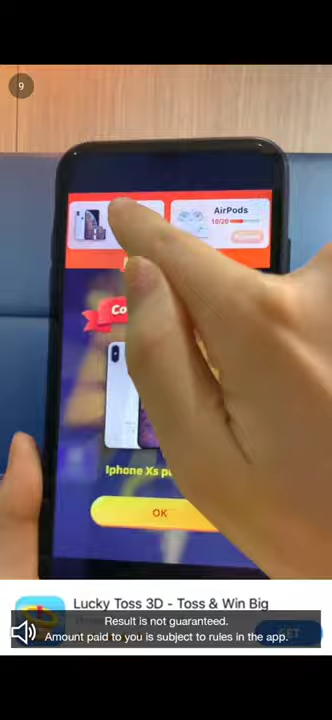 9
AirPods
10/20
Co
Iphone Xs p
OK
Lucky Toss 3D - Toss & Win Big
GET
Result is not guaranteed.
Amount paid to you is subject to rules in the app.